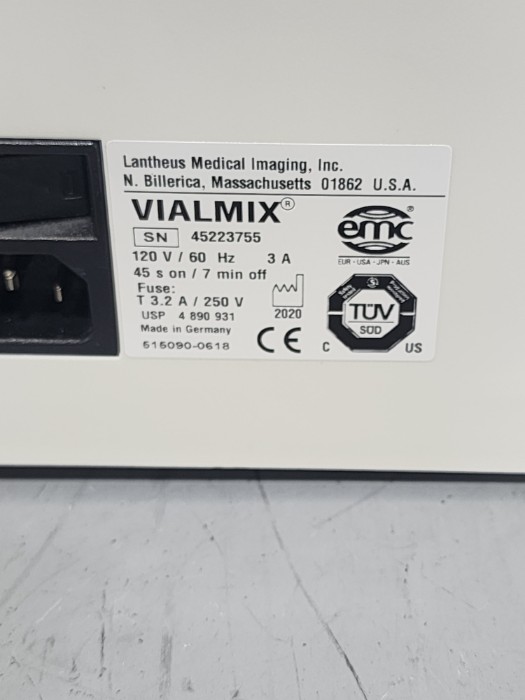 Lantheus Medical Imaging, Inc.
N. Billerica, Massachusetts 01862 U.S.A.
VIALMIX®
SN 45223755
120 V / 60 Hz 3 A
45 s on / 7 min off
Fuse:
T 3.2 A / 250 V
USP 4 890 931
Made in Germany
515090-0618
2020
CE
emc®
EUR - USA - JPN - AUS
TÜV
SÜD
C US